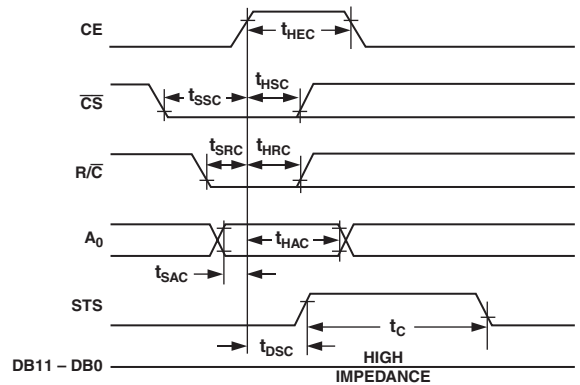 CE
tHEC
CS
tSSC
tHSC
R/C
tSRC
tHRC
A0
tHAC
tSAC
STS
tC
tDSC
DB11 – DB0
HIGH
IMPEDANCE